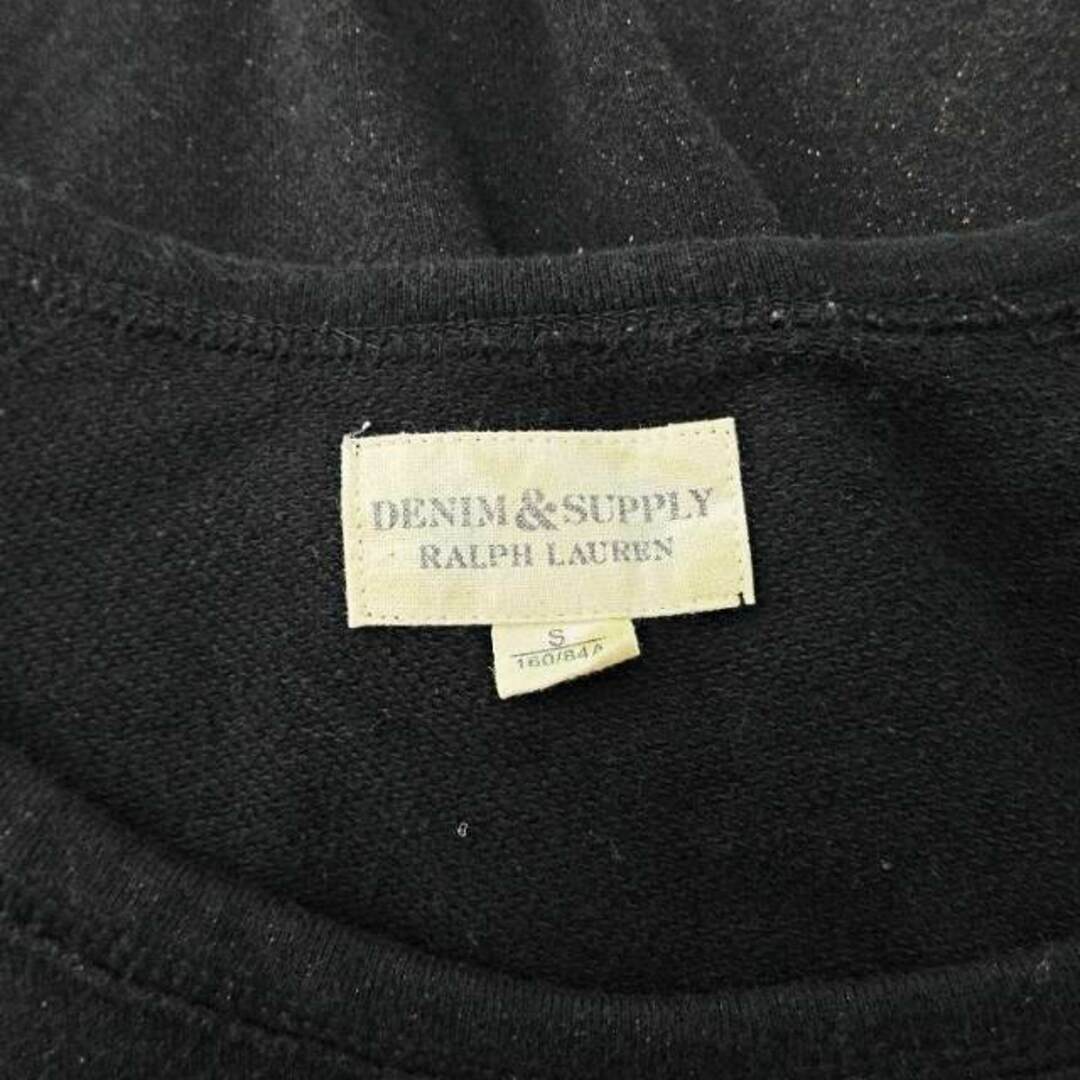 DENIM & SUPPLY
RALPH LAUREN
S
160/84A